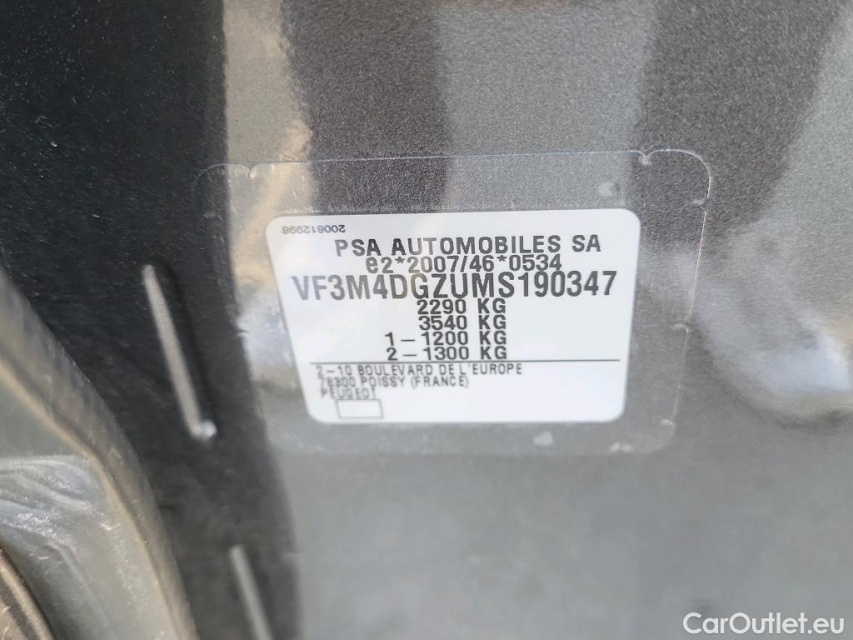 200612998
PSA AUTOMOBILES SA
e2*2007/46*0534
VF3M4DGZUMS190347
2290 KG
3540 KG
1 - 1200 KG
2 - 1300 KG
2 - 10 BOULEVARD DE L'EUROPE
78300 POISSY (FRANCE)
PEUGEOT
CarOutlet.eu